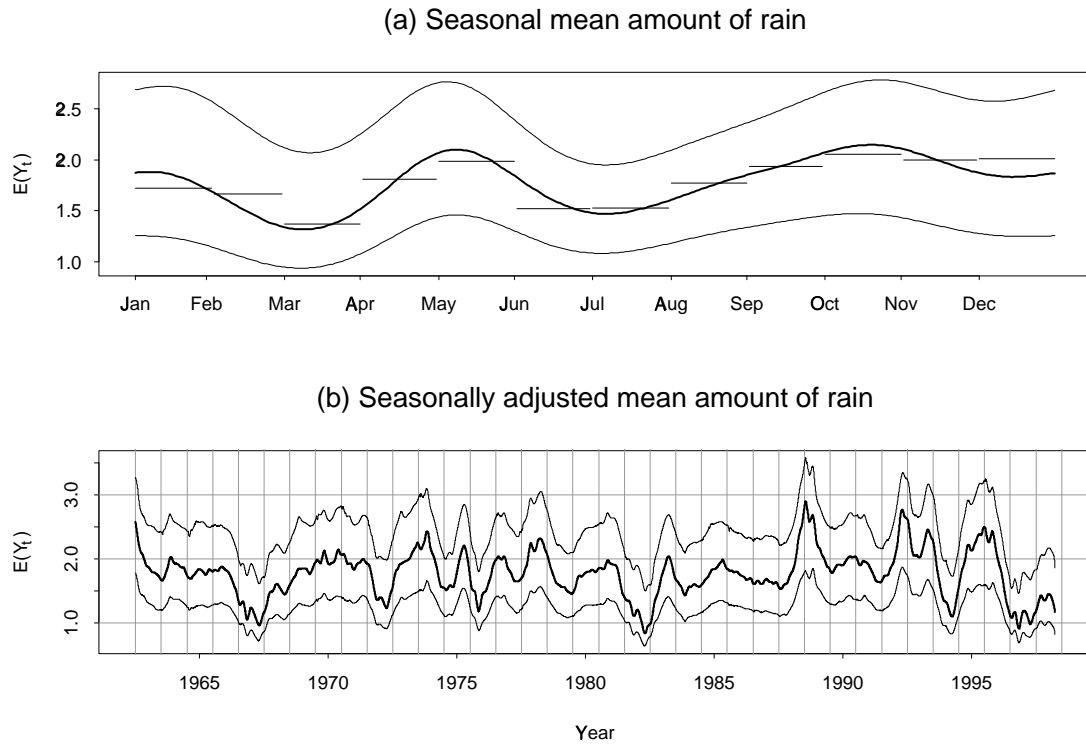 (a) Seasonal mean amount of rain
E(Yt)
2.5
2.0
1.5
1.0
Jan Feb Mar Apr May Jun Jul Aug Sep Oct Nov Dec
(b) Seasonally adjusted mean amount of rain
E(Yt)
3.0
2.0
1.0
1965 1970 1975 1980 1985 1990 1995
Year